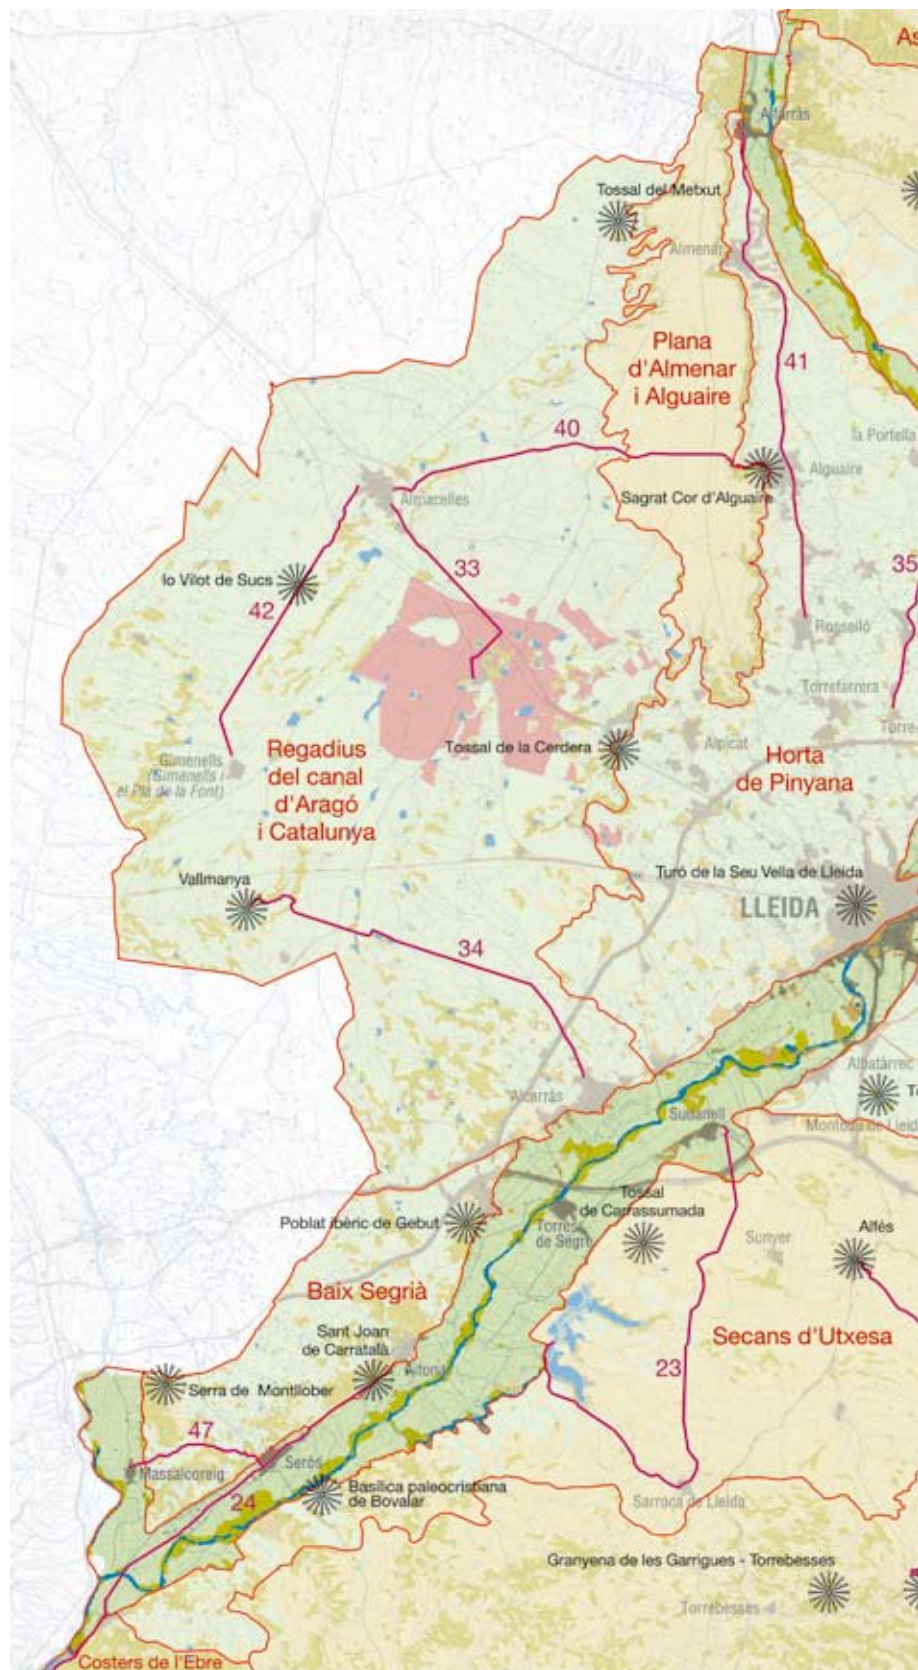 As
Alfarràs
Tossal del Metxut
Almenar
Plana
d'Almenar
i Alguaire
41
40
la Portella
Alguaire
Almacelles
Sagrat Cor d'Alguaire
33
35
lo Vilot de Sucs
42
Rosselló
Torrefarrera
Torre-
Tossal de la Cerdera
Alpicat
Gimenells
(Gimenells i
el Pla de la Font)
Regadius
del canal
d'Aragó
i Catalunya
Horta
de Pinyana
Vallmanya
Turó de la Seu Vella de Lleida
LLEIDA
34
Alcarràs
Albatàrrec
To
Sudanell
Montoliu de Lleida
Tossal
de Carrassumada
Poblat ibèric de Gebut
Torres
de Segre
Sunyer
Alfés
Baix Segrià
Sant Joan
de Carratalà
Secans d'Utxesa
Aitona
23
Serra de Montllober
47
Massalcoreig
Seròs
24
Basílica paleocristiana
de Bovalar
Sarroca de Lleida
Granyena de les Garrigues - Torrebesses
Torrebesses
Costers de l'Ebre